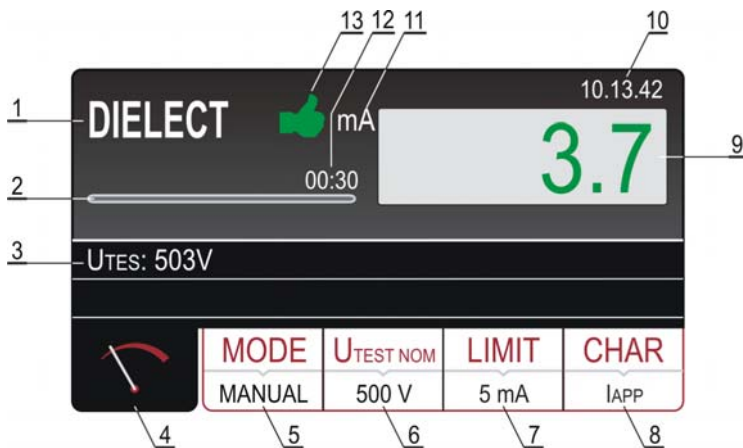 13 12 11 10
10.13.42
1 DIELECT mA
3.7 9
00:30
2
3 UTES: 503V
MODE UTEST NOM LIMIT CHAR
MANUAL 500 V 5 mA IAPP
4 5 6 7 8